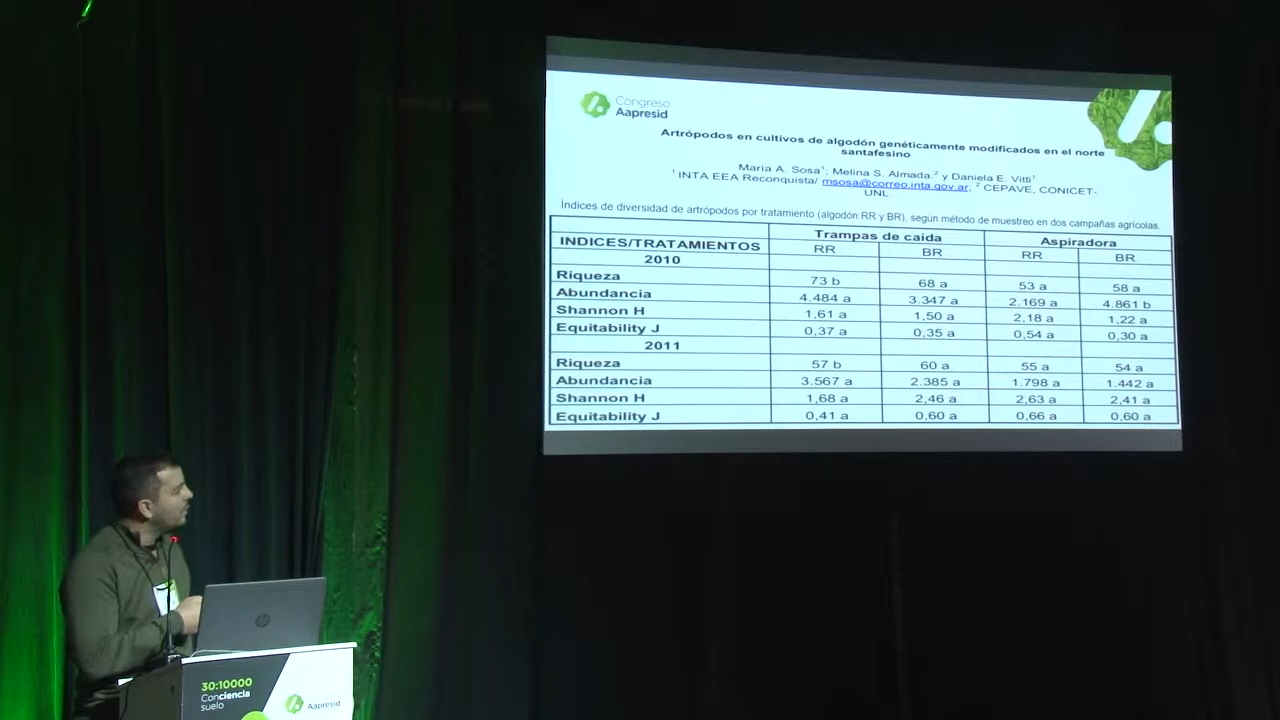 Congreso
Aapresid
Artrópodos en cultivos de algodón genéticamente modificados en el norte
santafesino
Maria A. Sosa¹; Melina S. Almada.² y Daniela E. Vitti¹
¹ INTA EEA Reconquista/ msosa@correo.inta.gov.ar; ² CEPAVE, CONICET-
UNL
Índices de diversidad de artrópodos por tratamiento (algodón RR y BR), según método de muestreo en dos campañas agrícolas.
INDICES/TRATAMIENTOS Trampas de caída Aspiradora
RR BR RR BR
2010
Riqueza 73 b 68 a 53 a 58 a
Abundancia 4.484 a 3.347 a 2.169 a 4.861 b
Shannon H 1,61 a 1,50 a 2,18 a 1,22 a
Equitability J 0,37 a 0,35 a 0,54 a 0,30 a
2011
Riqueza 57 b 60 a 55 a 54 a
Abundancia 3.567 a 2.385 a 1.798 a 1.442 a
Shannon H 1,68 a 2,46 a 2,63 a 2,41 a
Equitability J 0,41 a 0,60 a 0,66 a 0,60 a
hp
30:10000
Conciencia
suelo
Aapresid